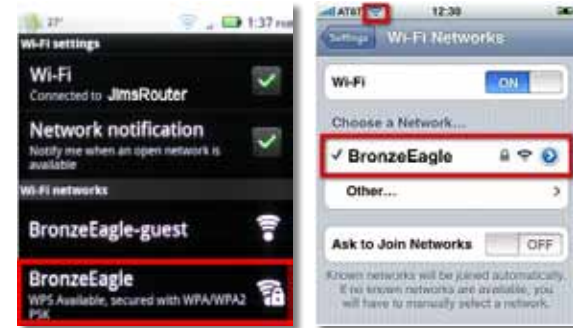 27°
1:37 PM
Wi-Fi settings
Wi-Fi
Connected to JimsRouter
Network notification
Notify me when an open network is
available
Wi-Fi networks
BronzeEagle-guest
BronzeEagle
WPS Available, secured with WPA/WPA2
PSK
AT&T
12:30
Settings
Wi-Fi Networks
Wi-Fi
ON
Choose a Network...
✓ BronzeEagle
Other...
Ask to Join Networks
OFF
Known networks will be joined automatically.
If no known networks are available, you
will have to manually select a network.